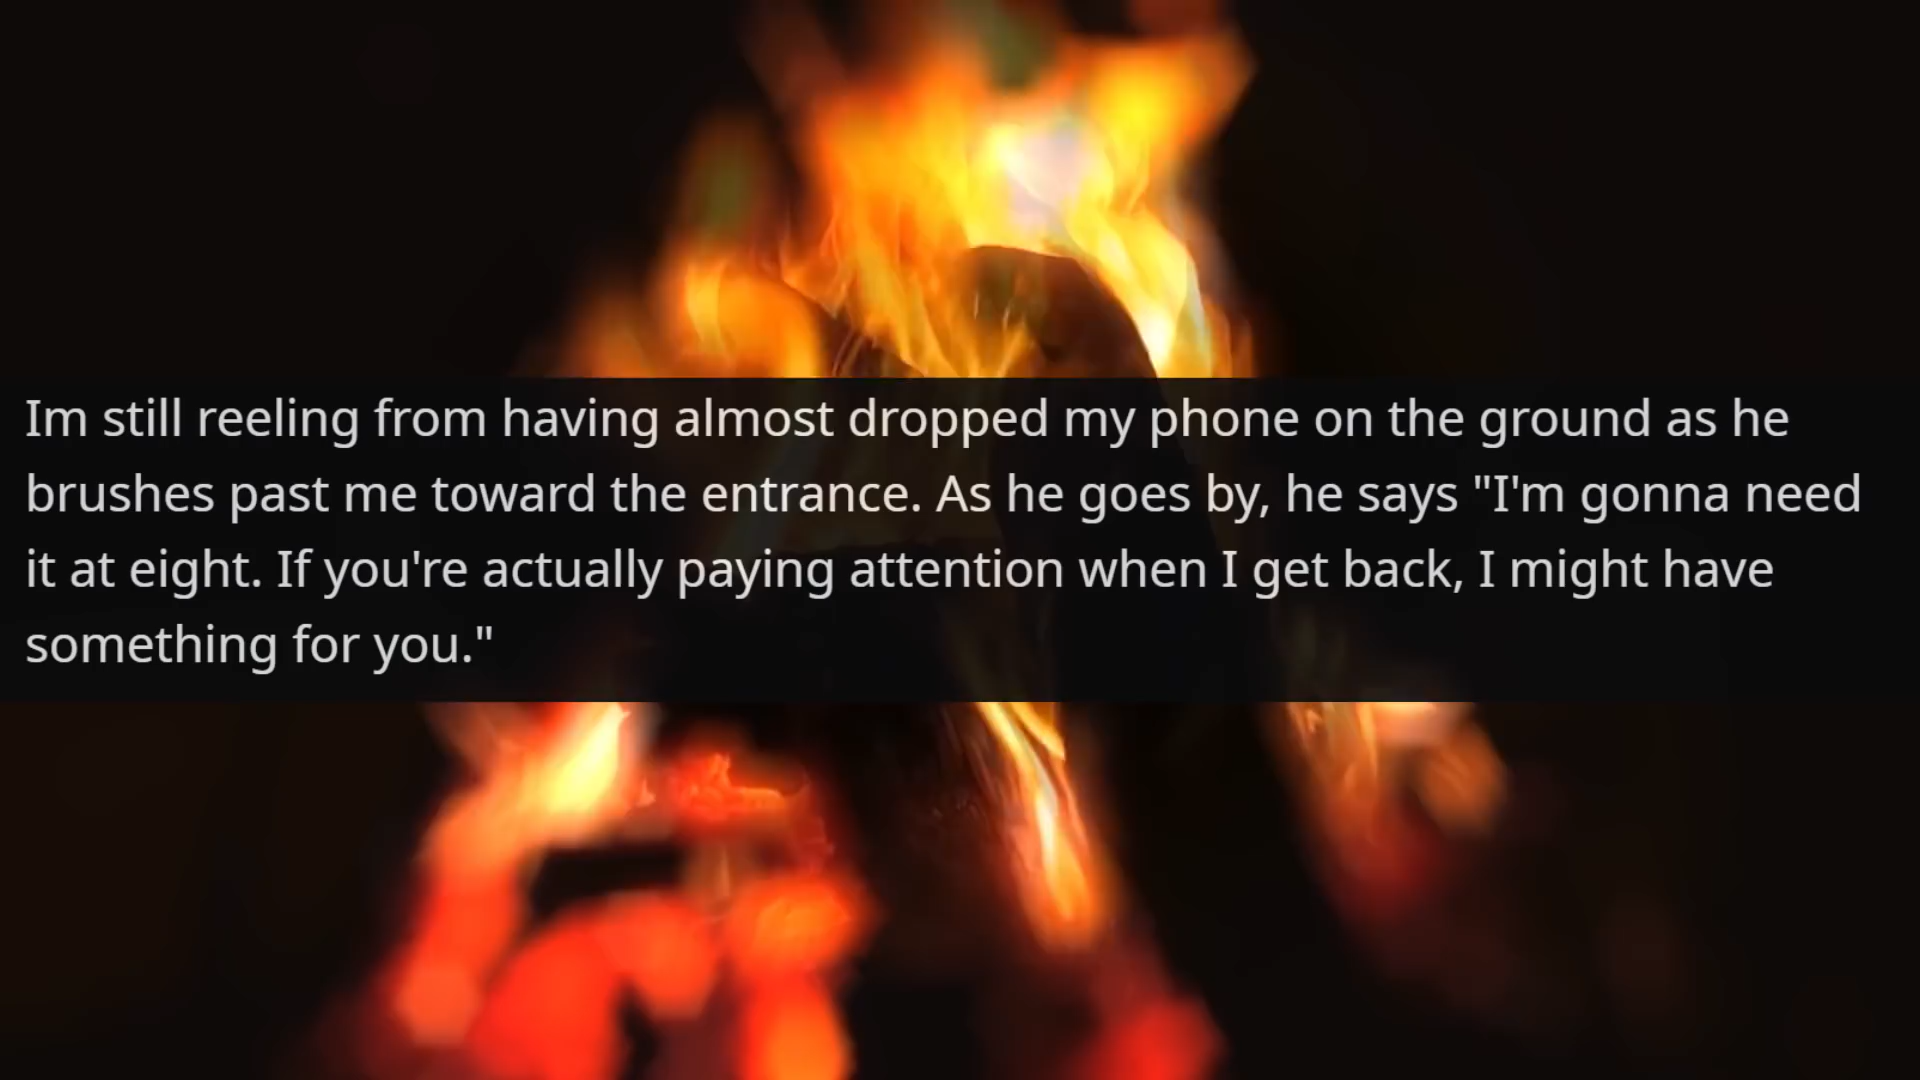 Im still reeling from having almost dropped my phone on the ground as he
brushes past me toward the entrance. As he goes by, he says "I'm gonna need
it at eight. If you're actually paying attention when I get back, I might have
something for you."